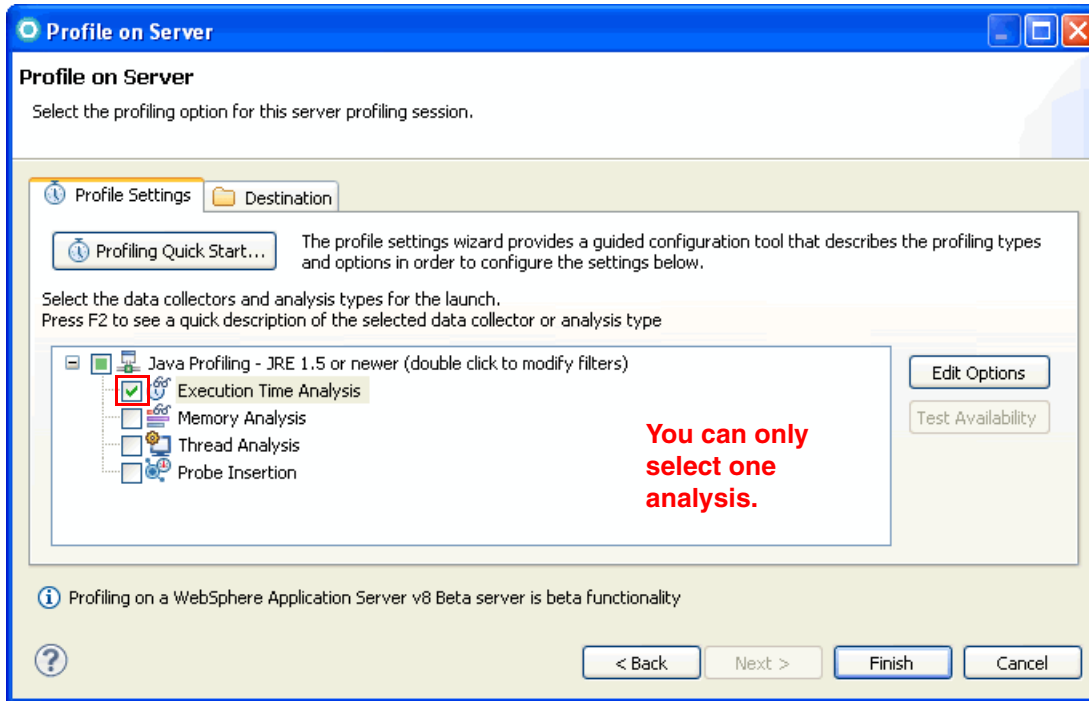 Profile on Server
Profile on Server
Select the profiling option for this server profiling session.
Profile Settings
Destination
Profiling Quick Start...
The profile settings wizard provides a guided configuration tool that describes the profiling types
and options in order to configure the settings below.
Select the data collectors and analysis types for the launch.
Press F2 to see a quick description of the selected data collector or analysis type
Java Profiling - JRE 1.5 or newer (double click to modify filters)
Execution Time Analysis
Memory Analysis
Thread Analysis
Probe Insertion
You can only
select one
analysis.
Edit Options
Test Availability
Profiling on a WebSphere Application Server v8 Beta server is beta functionality
< Back
Next >
Finish
Cancel